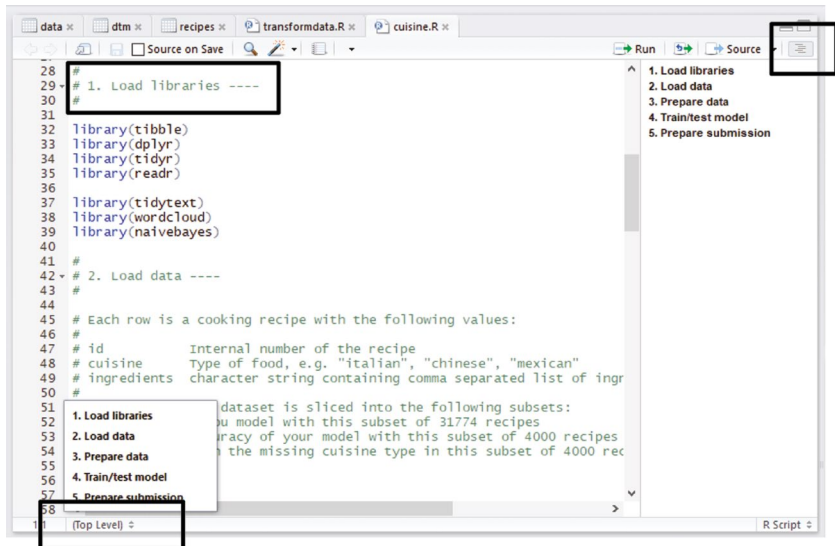 data × dtm × recipes × transformdata.R × cuisine.R ×
Source on Save Run Source
28 #
29 # 1. Load libraries ----
30 #
31
32 library(tibble)
33 library(dplyr)
34 library(tidyr)
35 library(readr)
36
37 library(tidytext)
38 library(wordcloud)
39 library(naivebayes)
40
41 #
42 # 2. Load data ----
43 #
44
45 # Each row is a cooking recipe with the following values:
46 #
47 # id Internal number of the recipe
48 # cuisine Type of food, e.g. "italian", "chinese", "mexican"
49 # ingredients character string containing comma separated list of ingr
50 #
51 dataset is sliced into the following subsets:
52 model with this subset of 31774 recipes
53 of your model with this subset of 4000 recipes
54 the missing cuisine type in this subset of 4000 rec
55
56
57
58
1. Load libraries
2. Load data
3. Prepare data
4. Train/test model
5. Prepare submission
(Top Level)
R Script
1. Load libraries
2. Load data
3. Prepare data
4. Train/test model
5. Prepare submission